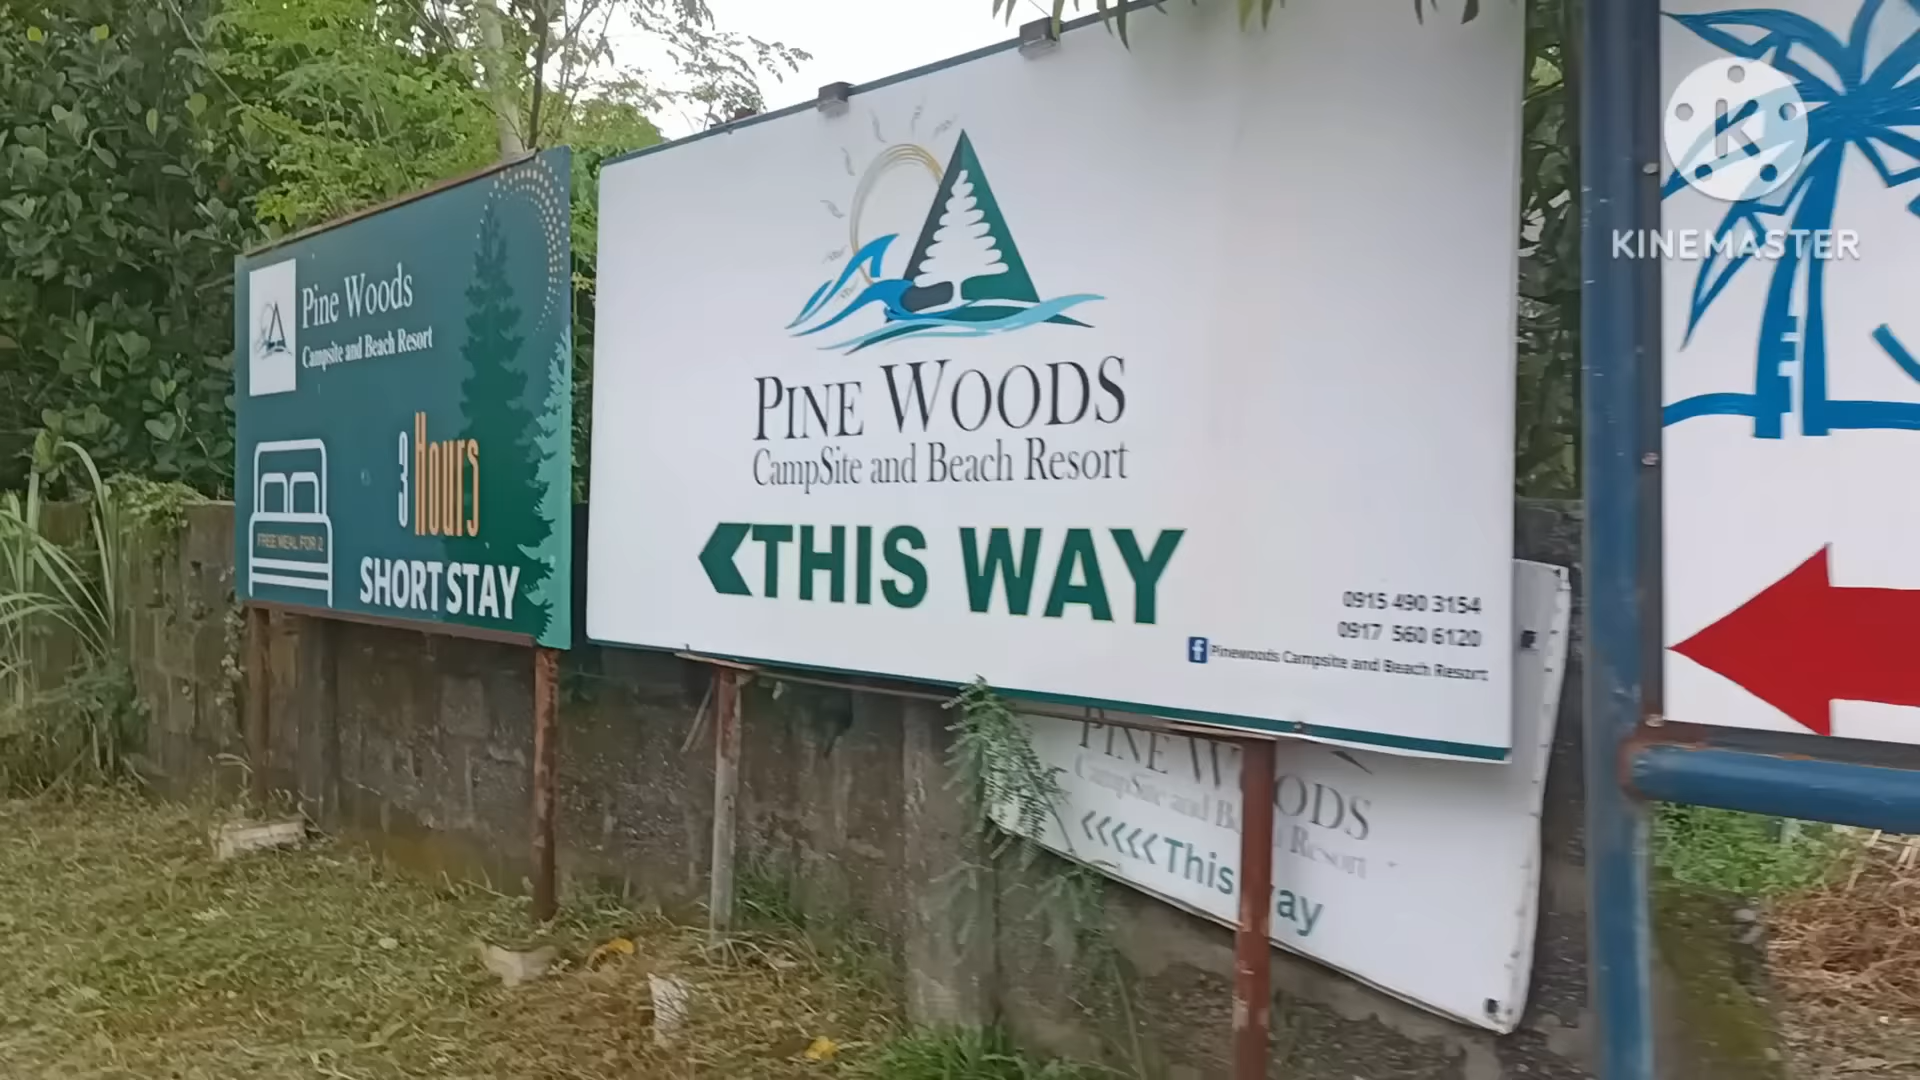 Pine Woods
Campsite and Beach Resort
3 Hours
FREE MEAL FOR 2
SHORT STAY
PINE WOODS
CampSite and Beach Resort
THIS WAY
0915 490 3154
0917 560 6120
Pinewoods Campsite and Beach Resort
PINE WOODS
CampSite and B Resort
<<<<<This ay
K
KINEMASTER